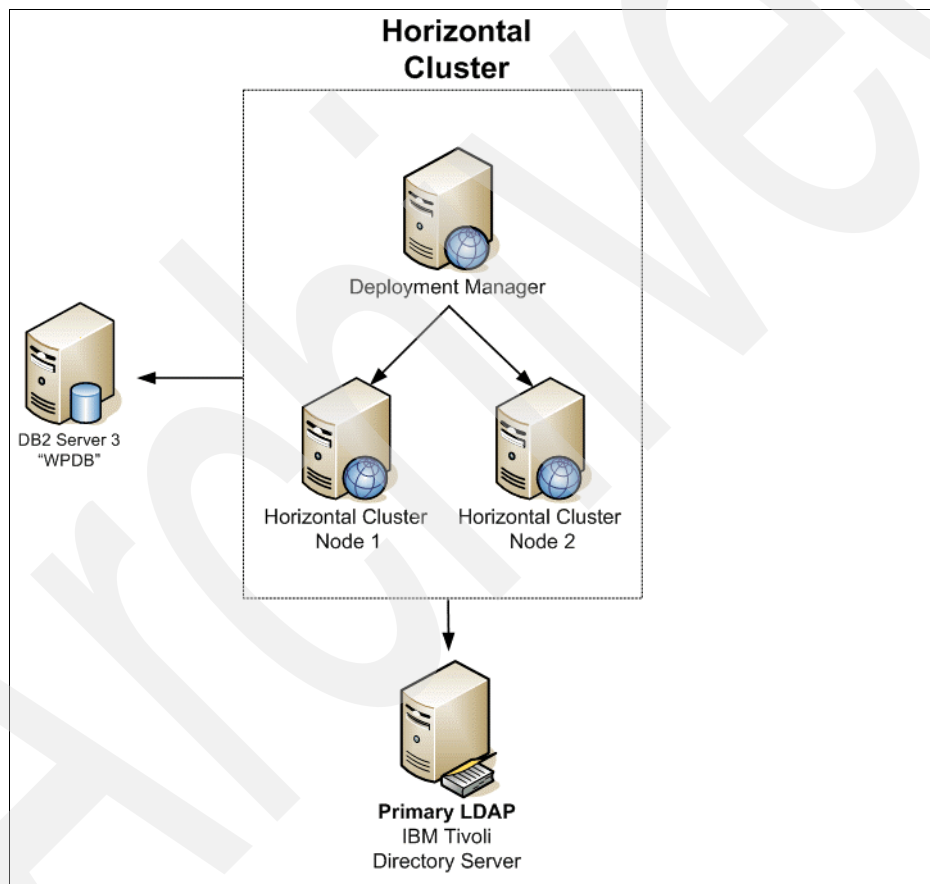 Horizontal
Cluster
Deployment Manager
DB2 Server 3
“WPDB”
Horizontal Cluster
Node 1
Horizontal Cluster
Node 2
Primary LDAP
IBM Tivoli
Directory Server
Archived